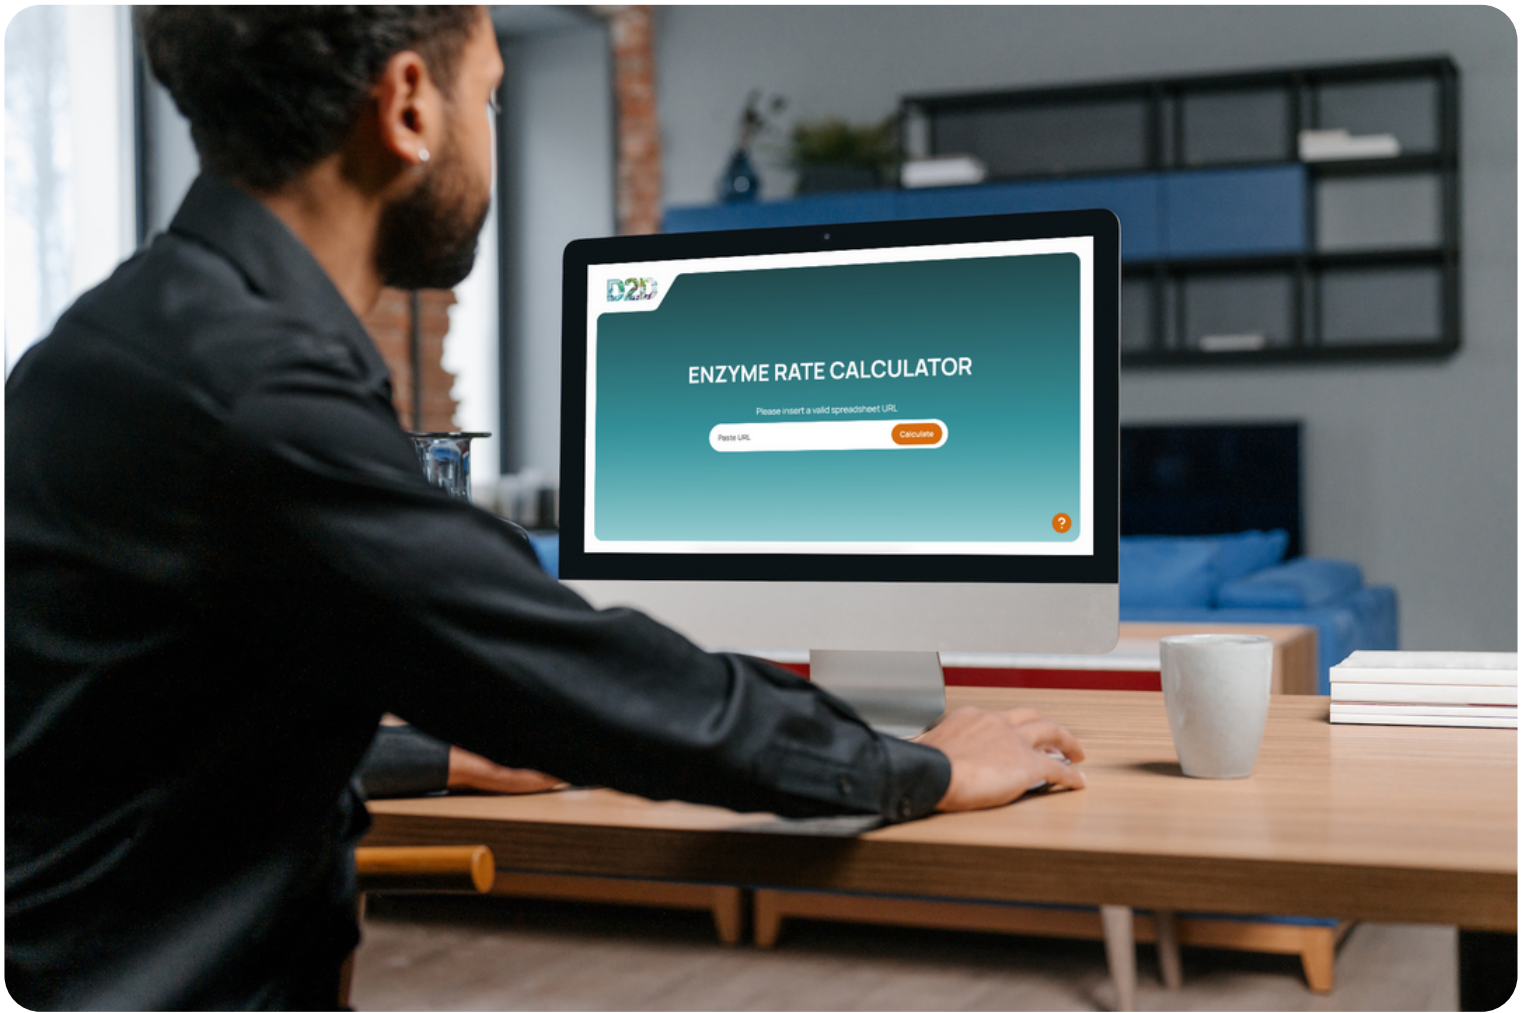 D2D
ENZYME RATE CALCULATOR
Please insert a valid spreadsheet URL
Paste URL
Calculate
?